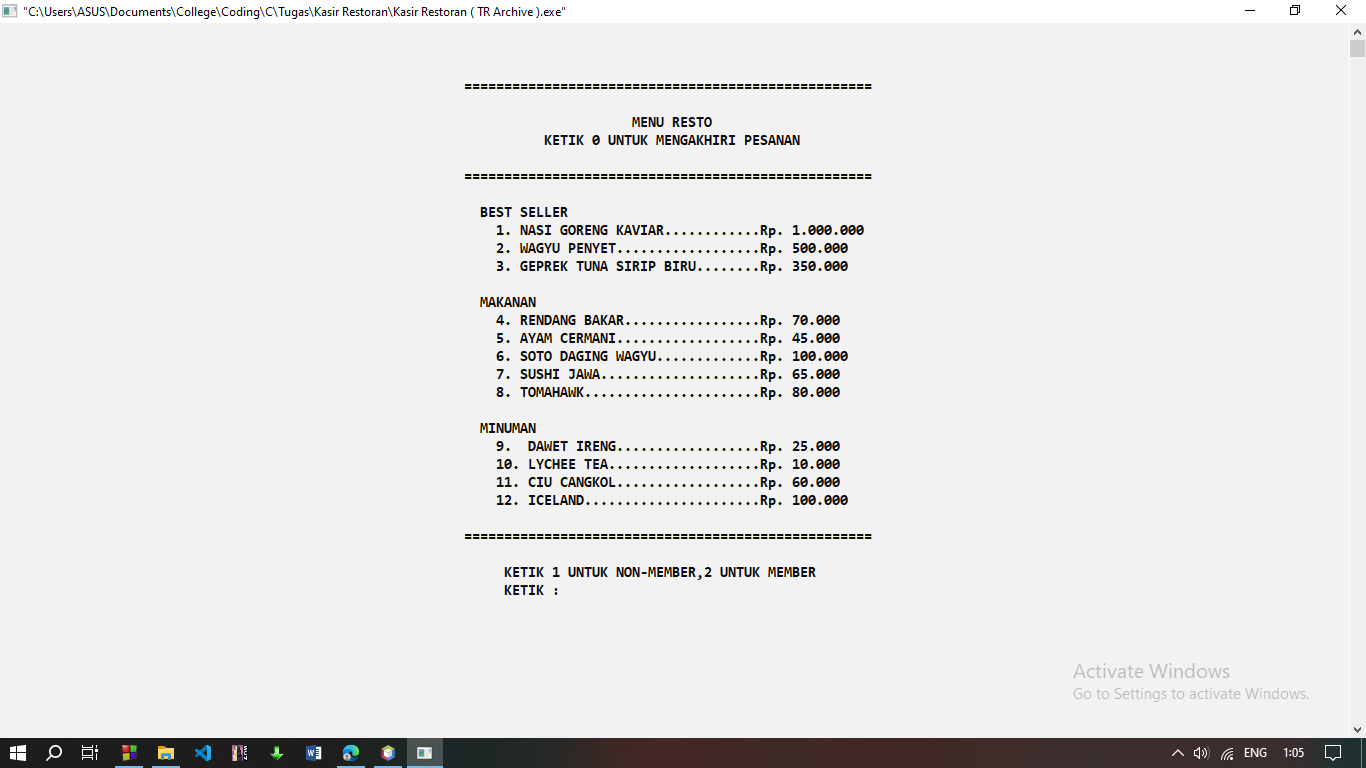 "C:\Users\ASUS\Documents\College\Coding\C\Tugas\Kasir Restoran\Kasir Restoran ( TR Archive ).exe"
===================================================
MENU RESTO
KETIK 0 UNTUK MENGAKHIRI PESANAN
===================================================
BEST SELLER
1. NASI GORENG KAVIAR............Rp. 1.000.000
2. WAGYU PENYET..................Rp. 500.000
3. GEPREK TUNA SIRIP BIRU........Rp. 350.000
MAKANAN
4. RENDANG BAKAR.................Rp. 70.000
5. AYAM CERMANI..................Rp. 45.000
6. SOTO DAGING WAGYU.............Rp. 100.000
7. SUSHI JAWA....................Rp. 65.000
8. TOMAHAWK......................Rp. 80.000
MINUMAN
9.  DAWET IRENG..................Rp. 25.000
10. LYCHEE TEA...................Rp. 10.000
11. CIU CANGKOL..................Rp. 60.000
12. ICELAND......................Rp. 100.000
===================================================
KETIK 1 UNTUK NON-MEMBER,2 UNTUK MEMBER
KETIK :
Activate Windows
Go to Settings to activate Windows.
ENG 1:05